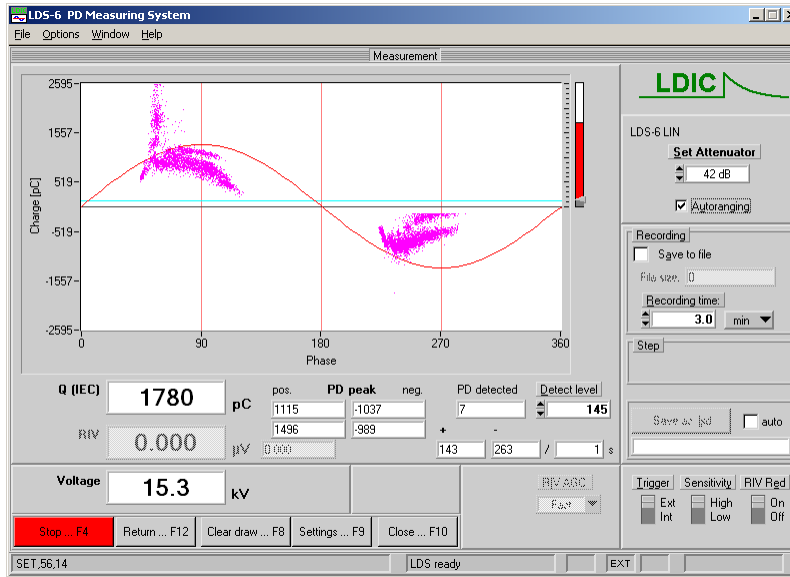 LDS-6 PD Measuring System
File Options Window Help
Measurement
2595
1557
519
-519
-1557
-2595
Charge [pC]
0 90 180 270 360
Phase
LDIC
LDS-6 LIN
Set Attenuator
42 dB
Autoranging
Recording
Save to file
File size, 0
Recording time:
3.0 min
Step
Q (IEC) 1780 pC
pos. PD peak neg.
1115 -1037
1496 -989
PD detected
7
Detect level
145
+ -
143 263 / 1 s
RIV 0.000 µV 0.000
Save as lpd auto
Voltage 15.3 kV
RIV AGC
Fast
Trigger Sensitivity RIV Red
Ext High On
Int Low Off
Stop ... F4 Return ... F12 Clear draw ... F8 Settings ... F9 Close ... F10
SET,56,14 LDS ready EXT